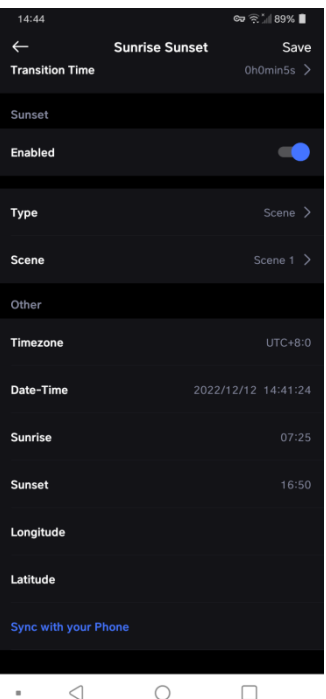 14:44 89%
Sunrise Sunset Save
Transition Time 0h0min5s >
Sunset
Enabled
Type Scene >
Scene Scene 1 >
Other
Timezone UTC+8:0
Date-Time 2022/12/12 14:41:24
Sunrise 07:25
Sunset 16:50
Longitude
Latitude
Sync with your Phone